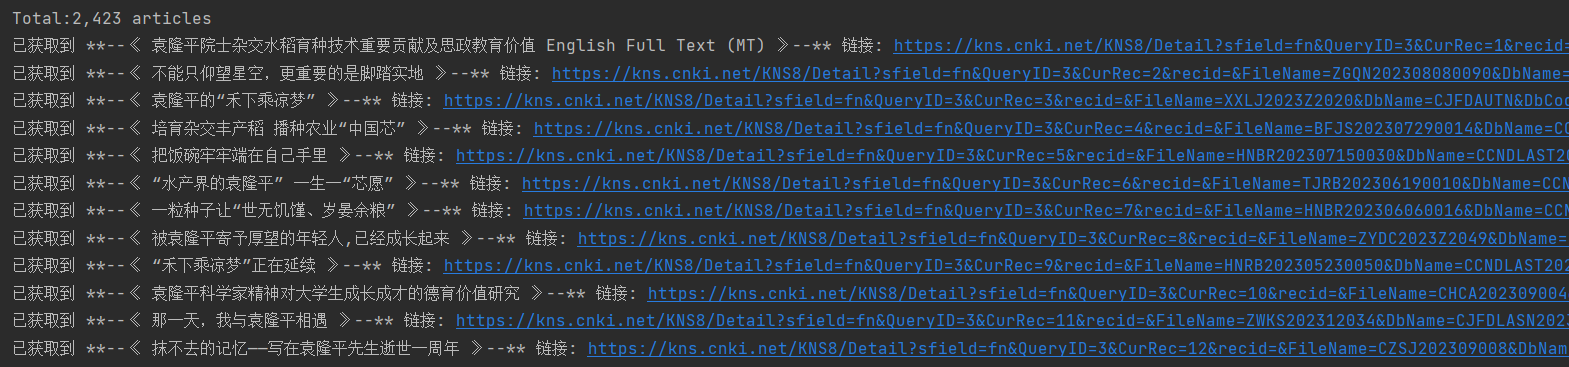 Total:2,423 articles
已获取到 **--《 袁隆平院士杂交水稻育种技术重要贡献及思政教育价值 English Full Text (MT) 》--** 链接: https://kns.cnki.net/KNS8/Detail?sfield=fn&QueryID=3&CurRec=1&recid=
已获取到 **--《 不能只仰望星空，更重要的是脚踏实地 》--** 链接: https://kns.cnki.net/KNS8/Detail?sfield=fn&QueryID=3&CurRec=2&recid=&FileName=ZGQN202308080090&DbName=
已获取到 **--《 袁隆平的“禾下乘凉梦” 》--** 链接: https://kns.cnki.net/KNS8/Detail?sfield=fn&QueryID=3&CurRec=3&recid=&FileName=XXLJ2023Z2020&DbName=CJFDAUTN&DbCod
已获取到 **--《 培育杂交丰产稻 播种农业“中国芯” 》--** 链接: https://kns.cnki.net/KNS8/Detail?sfield=fn&QueryID=3&CurRec=4&recid=&FileName=BFJS202307290014&DbName=CC
已获取到 **--《 把饭碗牢牢端在自己手里 》--** 链接: https://kns.cnki.net/KNS8/Detail?sfield=fn&QueryID=3&CurRec=5&recid=&FileName=HNBR202307150030&DbName=CCNDLAST20
已获取到 **--《 “水产界的袁隆平” 一生一“芯愿” 》--** 链接: https://kns.cnki.net/KNS8/Detail?sfield=fn&QueryID=3&CurRec=6&recid=&FileName=TJRB202306190010&DbName=CCN
已获取到 **--《 一粒种子让“世无饥馑、岁晏余粮” 》--** 链接: https://kns.cnki.net/KNS8/Detail?sfield=fn&QueryID=3&CurRec=7&recid=&FileName=HNBR202306060016&DbName=CCN
已获取到 **--《 被袁隆平寄予厚望的年轻人,已经成长起来 》--** 链接: https://kns.cnki.net/KNS8/Detail?sfield=fn&QueryID=3&CurRec=8&recid=&FileName=ZYDC2023Z2049&DbName=
已获取到 **--《 “禾下乘凉梦”正在延续 》--** 链接: https://kns.cnki.net/KNS8/Detail?sfield=fn&QueryID=3&CurRec=9&recid=&FileName=HNRB202305230050&DbName=CCNDLAST202
已获取到 **--《 袁隆平科学家精神对大学生成长成才的德育价值研究 》--** 链接: https://kns.cnki.net/KNS8/Detail?sfield=fn&QueryID=3&CurRec=10&recid=&FileName=CHCA202309004
已获取到 **--《 那一天，我与袁隆平相遇 》--** 链接: https://kns.cnki.net/KNS8/Detail?sfield=fn&QueryID=3&CurRec=11&recid=&FileName=ZWKS202312034&DbName=CJFDLASN2023
已获取到 **--《 抹不去的记忆——写在袁隆平先生逝世一周年 》--** 链接: https://kns.cnki.net/KNS8/Detail?sfield=fn&QueryID=3&CurRec=12&recid=&FileName=CZSJ202309008&DbNam